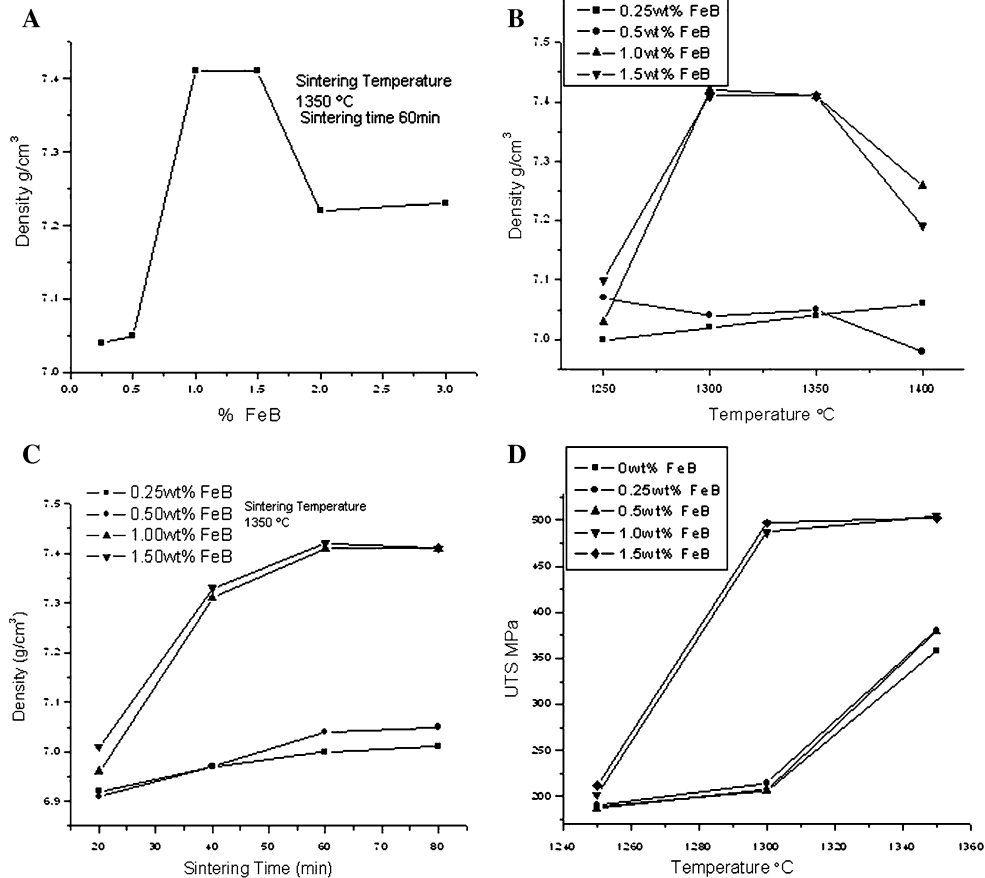 A
Sintering Temperature
1350 °C
Sintering time 60min
Density g/cm³
7.4
7.3
7.2
7.1
7.0
0.0 0.5 1.0 1.5 2.0 2.5 3.0
% FeB
B
0.25wt% FeB
0.5wt% FeB
1.0wt% FeB
1.5wt% FeB
Density g/cm³
7.5
7.4
7.3
7.2
7.1
7.0
1250 1300 1350 1400
Temperature °C
C
0.25wt% FeB
0.50wt% FeB
1.00wt% FeB
1.50wt% FeB
Sintering Temperature
1350 °C
Density (g/cm³)
7.5
7.4
7.3
7.2
7.1
7.0
6.9
20 30 40 50 60 70 80
Sintering Time (min)
D
0wt% FeB
0.25wt% FeB
0.5wt% FeB
1.0wt% FeB
1.5wt% FeB
UTS MPa
500
450
400
350
300
250
200
1240 1260 1280 1300 1320 1340 1360
Temperature °C